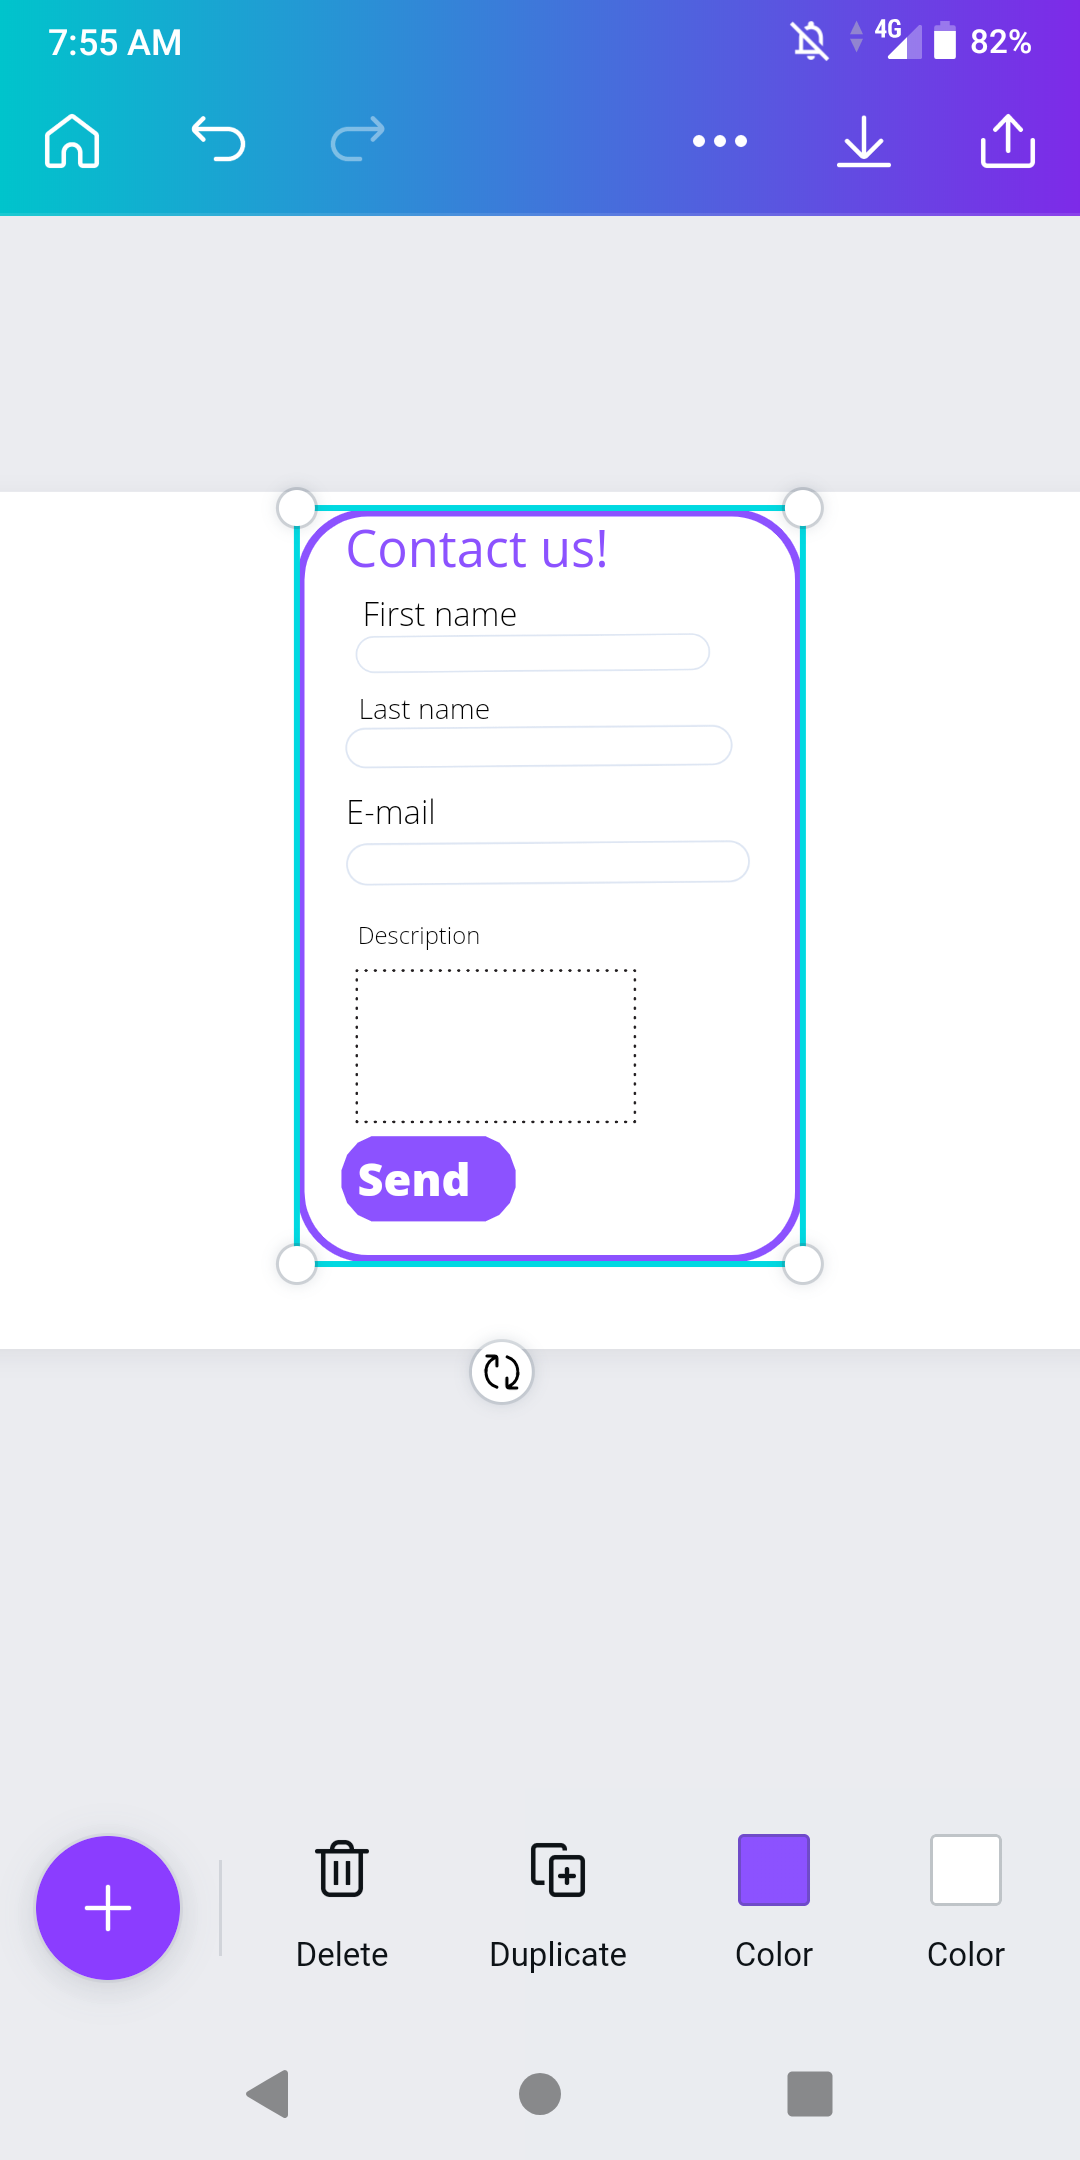 7:55 AM
4G
82%
Contact us!
First name
Last name
E-mail
Description
Send
Delete
Duplicate
Color
Color